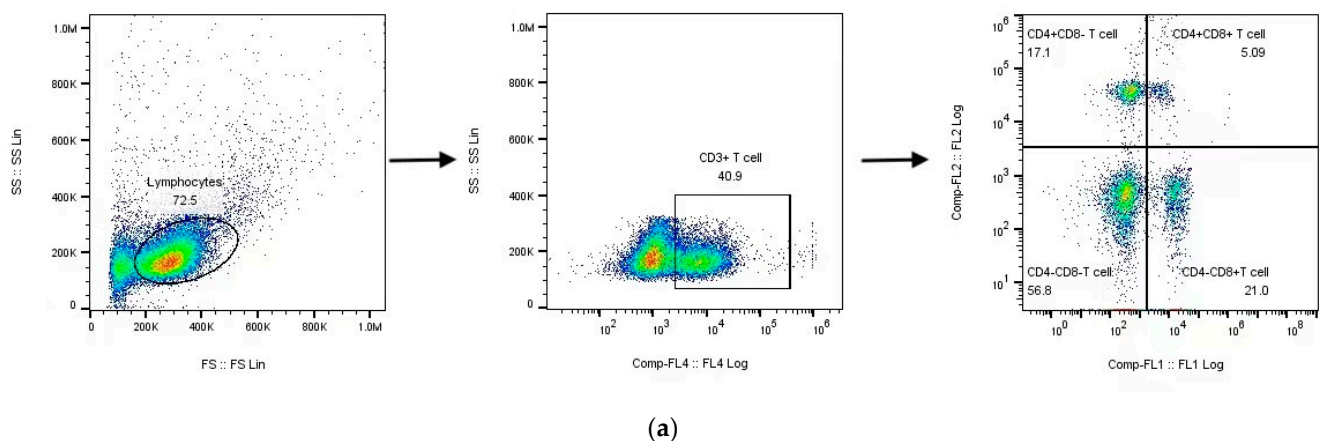 1.0M
800K
600K
400K
200K
0
SS :: SS Lin
Lymphocytes
72.5
0 200K 400K 600K 800K 1.0M
FS :: FS Lin
1.0M
800K
600K
400K
200K
0
SS :: SS Lin
CD3+ T cell
40.9
10² 10³ 10⁴ 10⁵ 10⁶
Comp-FL4 :: FL4 Log
10⁶
10⁵
10⁴
10³
10²
10¹
Comp-FL2 :: FL2 Log
CD4+CD8- T cell
17.1
CD4+CD8+ T cell
5.09
CD4-CD8-T cell
56.8
CD4-CD8+T cell
21.0
10⁰ 10² 10⁴ 10⁶ 10⁸
Comp-FL1 :: FL1 Log
(a)